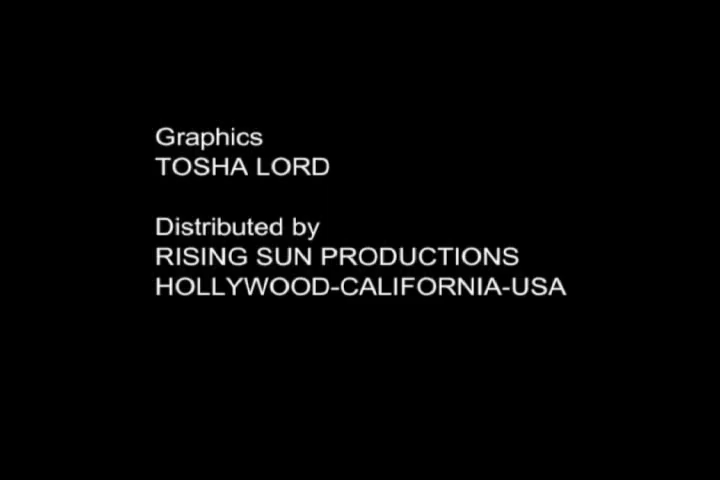 Graphics
TOSHA LORD
Distributed by
RISING SUN PRODUCTIONS
HOLLYWOOD-CALIFORNIA-USA